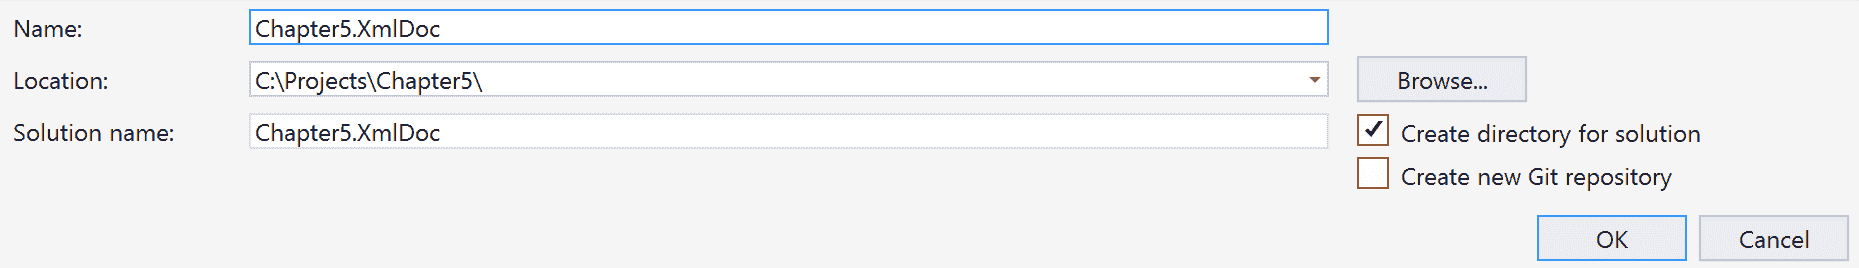 Name: Chapter5.XmlDoc
Location: C:\Projects\Chapter5\ Browse...
Solution name: Chapter5.XmlDoc Create directory for solution
Create new Git repository
OK Cancel